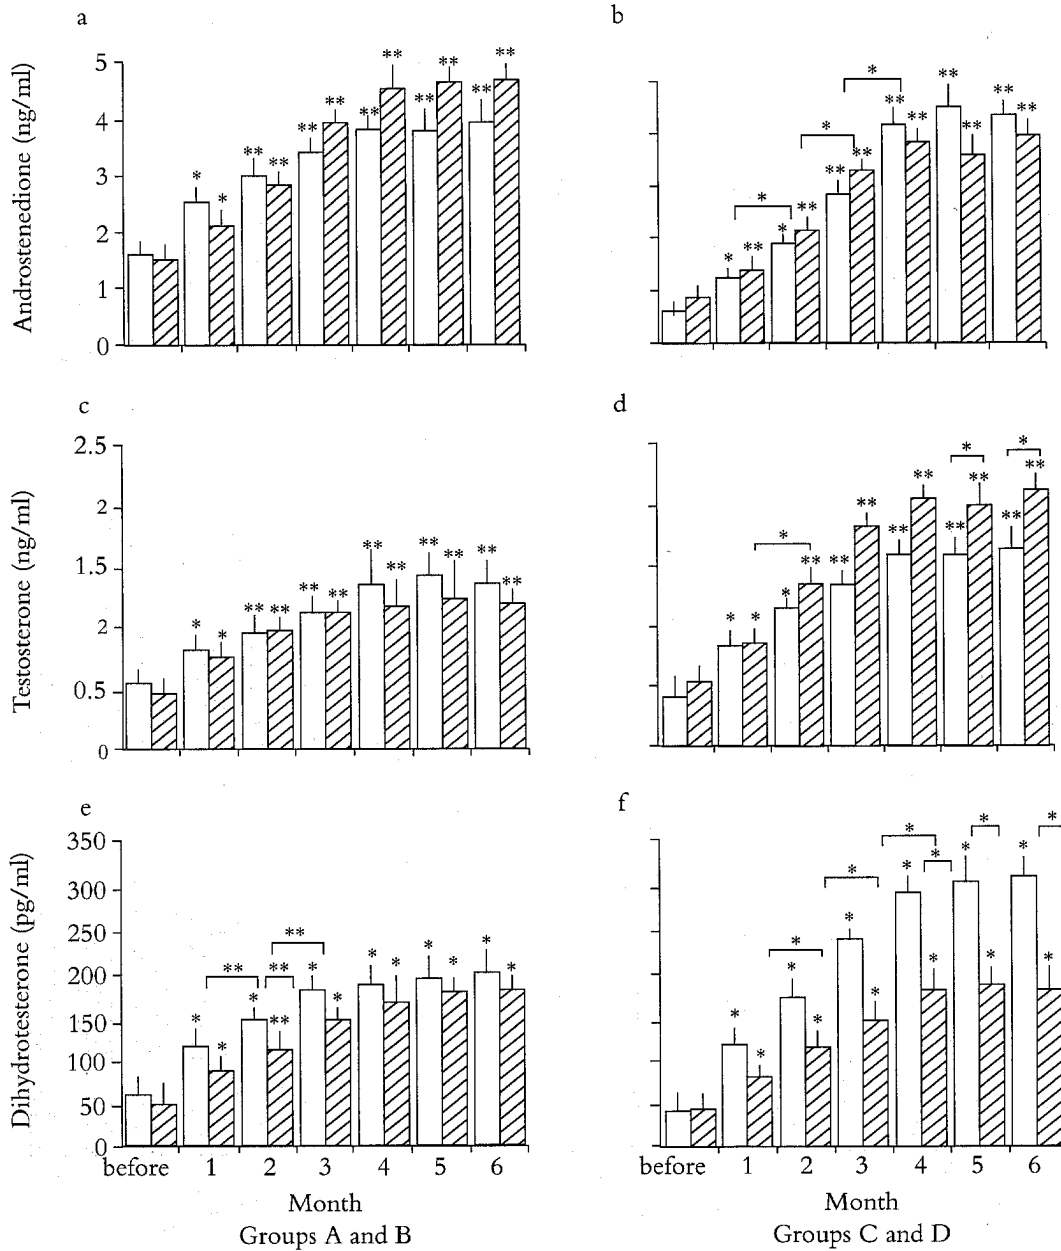 a
b
Androstenedione (ng/ml)
5
4
3
2
1
0
** ** **
** ** ** **
** **
** **
* *
* * *
** ** **
** ** **
** **
** *
* **
c
d
Testosterone (ng/ml)
2.5
2
1.5
2
0.5
0
** ** **
** ** **
** **
** **
* *
* * *
** ** **
** ** ** **
** **
* * *
e
f
Dihydrotesterone (pg/ml)
350
300
250
200
150
100
50
0
**
** **
* * * *
* * *
* ** *
* *
* * *
* *
* * *
* *
* * *
* * * *
* *
before 1 2 3 4 5 6
before 1 2 3 4 5 6
Month
Month
Groups A and B
Groups C and D